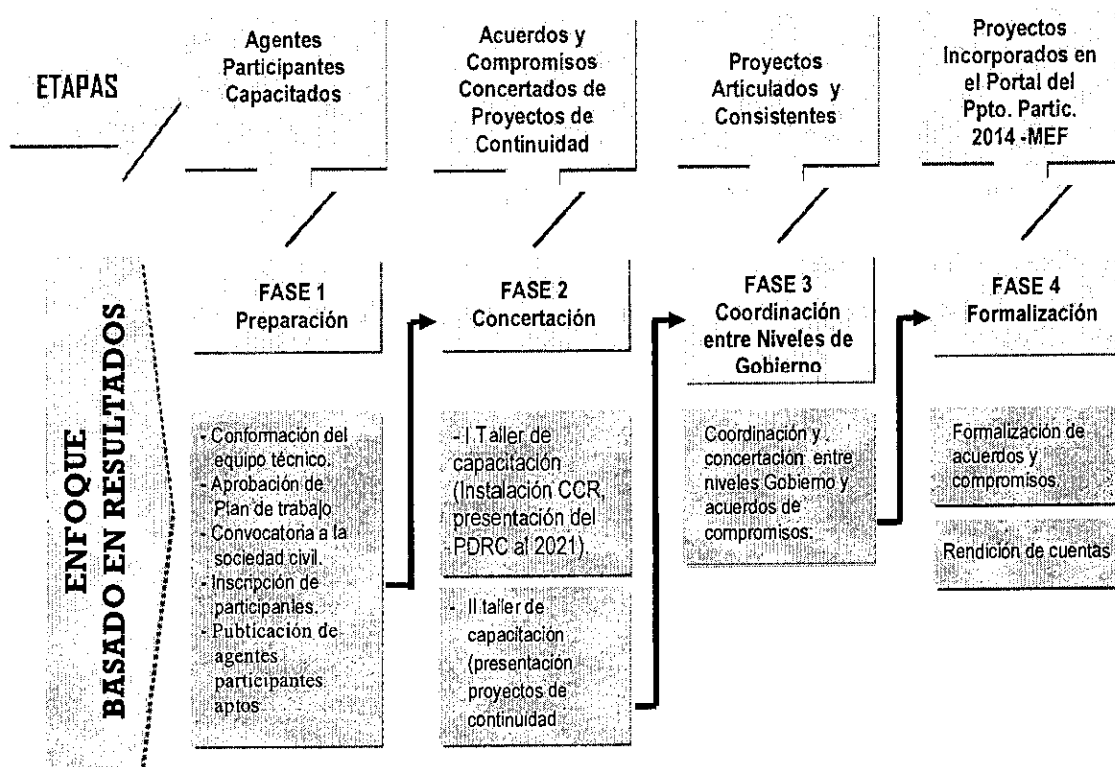 ETAPAS
Agentes
Participantes
Capacitados
Acuerdos y
Compromisos
Concertados de
Proyectos de
Continuidad
Proyectos
Articulados y
Consistentes
Proyectos
Incorporados en
el Portal del
Ppto. Partic.
2014 -MEF
ENFOQUE
BASADO EN RESULTADOS
FASE 1
Preparación
FASE 2
Concertación
FASE 3
Coordinación
entre Niveles de
Gobierno
FASE 4
Formalización
- Conformación del
equipo técnico.
- Aprobación de
Plan de trabajo
- Convocatoria a la
sociedad civil.
- Inscripción de
participantes.
- Publicación de
agentes
participantes
aptos
- I Taller de
capacitación
(Instalación CCR,
presentación del
PDRC al 2021).
- II taller de
capacitación
(presentación
proyectos de
continuidad
Coordinación y
concertacion entre
niveles Gobierno y
acuerdos de
compromisos.
Formalización de
acuerdos y
compromisos.
Rendición de cuentas